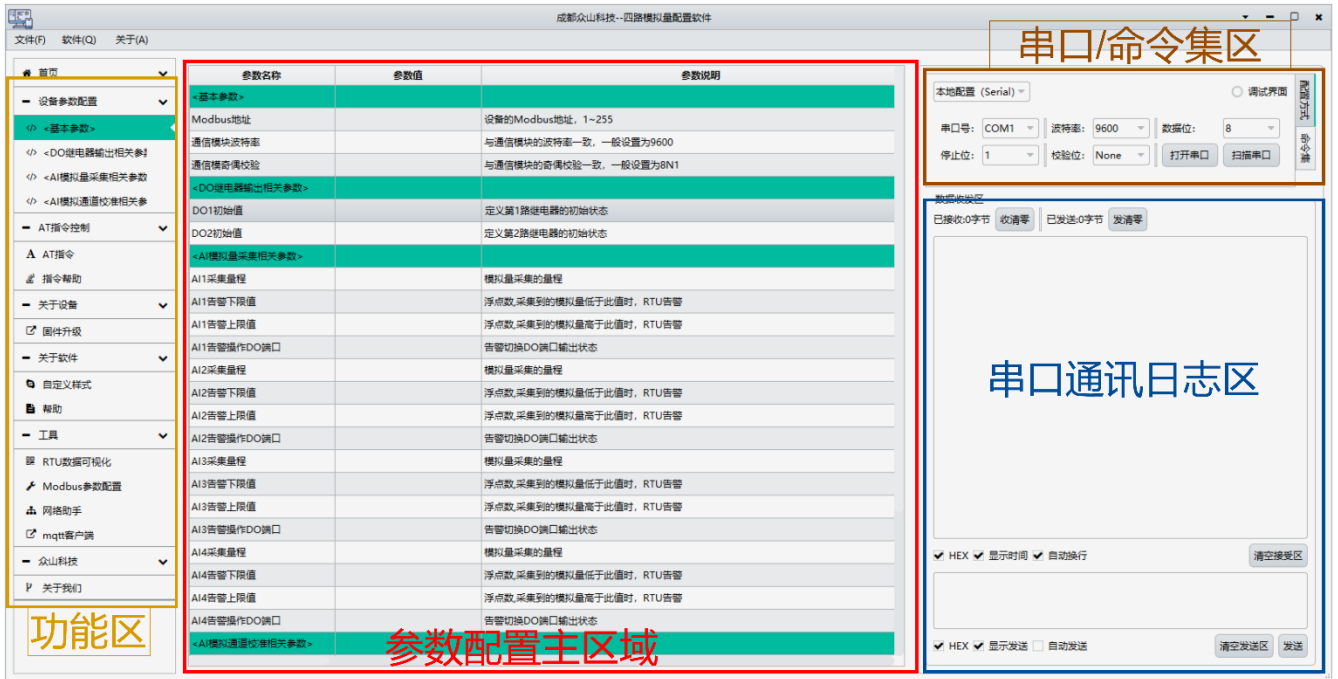 成都众山科技--四路模拟量配置软件
文件(F) 软件(Q) 关于(A)
首页
设备参数配置
<基本参数>
<DO继电器输出相关参
<AI模拟量采集相关参数
<AI模拟通道校准相关参
AT指令控制
AT指令
指令帮助
关于设备
固件升级
关于软件
自定义样式
帮助
工具
RTU数据可视化
Modbus参数配置
网络助手
mqtt客户端
众山科技
关于我们
功能区
参数名称 参数值 参数说明
<基本参数>
Modbus地址 设备的Modbus地址，1~255
通信模块波特率 与通信模块的波特率一致，一般设置为9600
通信模奇偶校验 与通信模块的奇偶校验一致，一般设置为8N1
<DO继电器输出相关参数>
DO1初始值 定义第1路继电器的初始状态
DO2初始值 定义第2路继电器的初始状态
<AI模拟量采集相关参数>
AI1采集量程 模拟量采集的量程
AI1告警下限值 浮点数,采集到的模拟量低于此值时，RTU告警
AI1告警上限值 浮点数,采集到的模拟量高于此值时，RTU告警
AI1告警操作DO端口 告警切换DO端口输出状态
AI2采集量程 模拟量采集的量程
AI2告警下限值 浮点数,采集到的模拟量低于此值时，RTU告警
AI2告警上限值 浮点数,采集到的模拟量高于此值时，RTU告警
AI2告警操作DO端口 告警切换DO端口输出状态
AI3采集量程 模拟量采集的量程
AI3告警下限值 浮点数,采集到的模拟量低于此值时，RTU告警
AI3告警上限值 浮点数,采集到的模拟量高于此值时，RTU告警
AI3告警操作DO端口 告警切换DO端口输出状态
AI4采集量程 模拟量采集的量程
AI4告警下限值 浮点数,采集到的模拟量低于此值时，RTU告警
AI4告警上限值 浮点数,采集到的模拟量高于此值时，RTU告警
AI4告警操作DO端口 告警切换DO端口输出状态
<AI模拟通道校准相关参数>
参数配置主区域
串口/命令集区
本地配置 (Serial) 调试界面
串口号: COM1 波特率: 9600 数据位: 8
停止位: 1 校验位: None 打开串口 扫描串口
配置方式
命令集
数据收发区
已接收:0字节 收清零 已发送:0字节 发清零
串口通讯日志区
HEX 显示时间 自动换行 清空接受区
HEX 显示发送 自动发送 清空发送区 发送